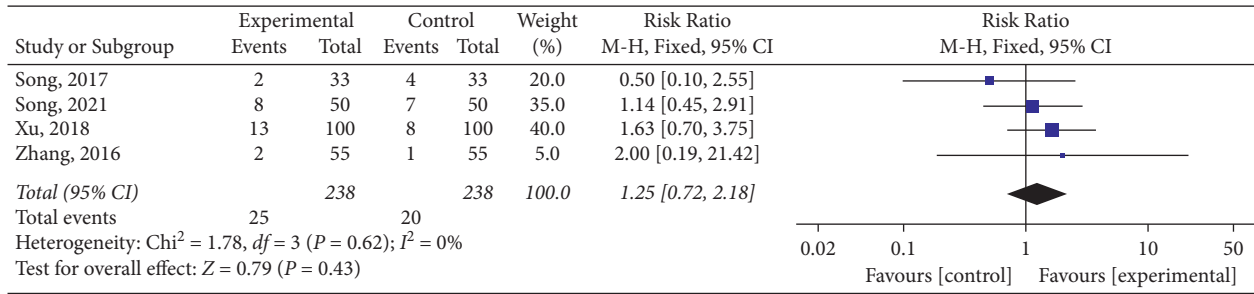 Experimental Control Weight Risk Ratio Risk Ratio
Study or Subgroup Events Total Events Total (%) M-H, Fixed, 95% CI M-H, Fixed, 95% CI
Song, 2017 2 33 4 33 20.0 0.50 [0.10, 2.55]
Song, 2021 8 50 7 50 35.0 1.14 [0.45, 2.91]
Xu, 2018 13 100 8 100 40.0 1.63 [0.70, 3.75]
Zhang, 2016 2 55 1 55 5.0 2.00 [0.19, 21.42]
Total (95% CI) 238 238 100.0 1.25 [0.72, 2.18]
Total events 25 20
Heterogeneity: Chi² = 1.78, df = 3 (P = 0.62); I² = 0%
Test for overall effect: Z = 0.79 (P = 0.43)
0.02 0.1 1 10 50
Favours [control] Favours [experimental]